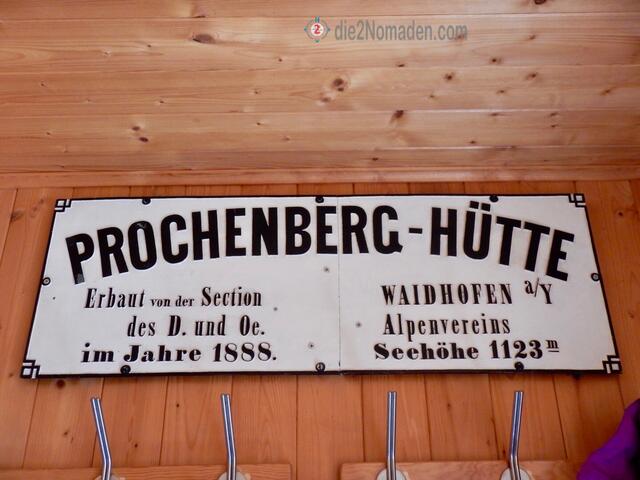 die2Nomaden.com
PROCHENBERG-HÜTTE
Erbaut von der Section WAIDHOFEN a/Y
des D. und Oe. Alpenvereins
im Jahre 1888. Seehöhe 1123 m